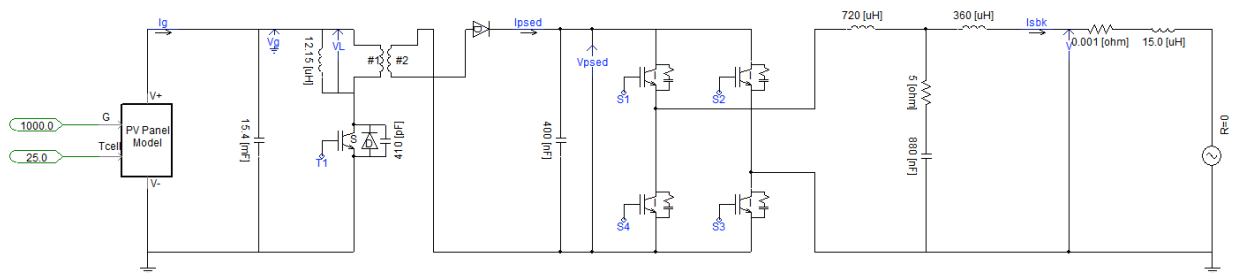 Ig
Vg
12.15 [uH]
VL
#1
#2
D
Ipsed
Vpsed
720 [uH]
360 [uH]
Isbk
V
0.001 [ohm]
15.0 [uH]
1000.0
G
25.0
Tcell
V+
PV Panel
Model
V-
15.4 [mF]
T1
S
D
410 [pF]
400 [nF]
S1
I
S2
I
S4
I
S3
I
5
[ohm]
880
[nF]
R=0